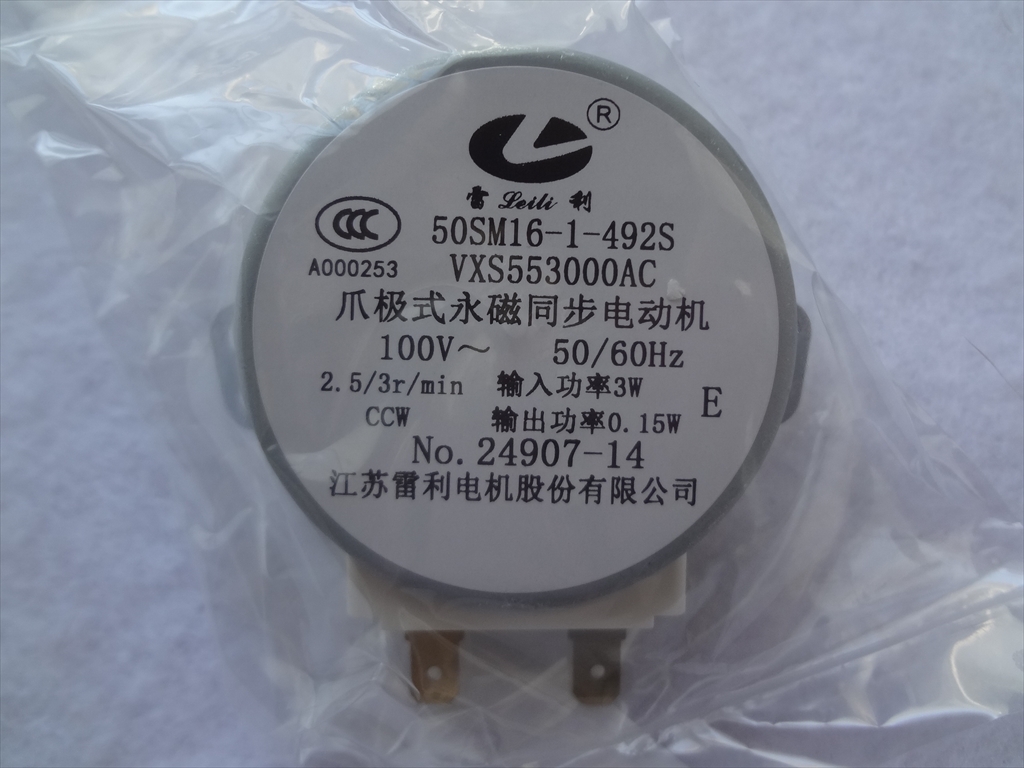 ®
雷 Leili 利
CCC
50SM16-1-492S
A000253
VXS553000AC
爪极式永磁同步电动机
100V～ 50/60Hz
2.5/3r/min 输入功率3W
E
CCW 输出功率0.15W
No. 24907-14
江苏雷利电机股份有限公司